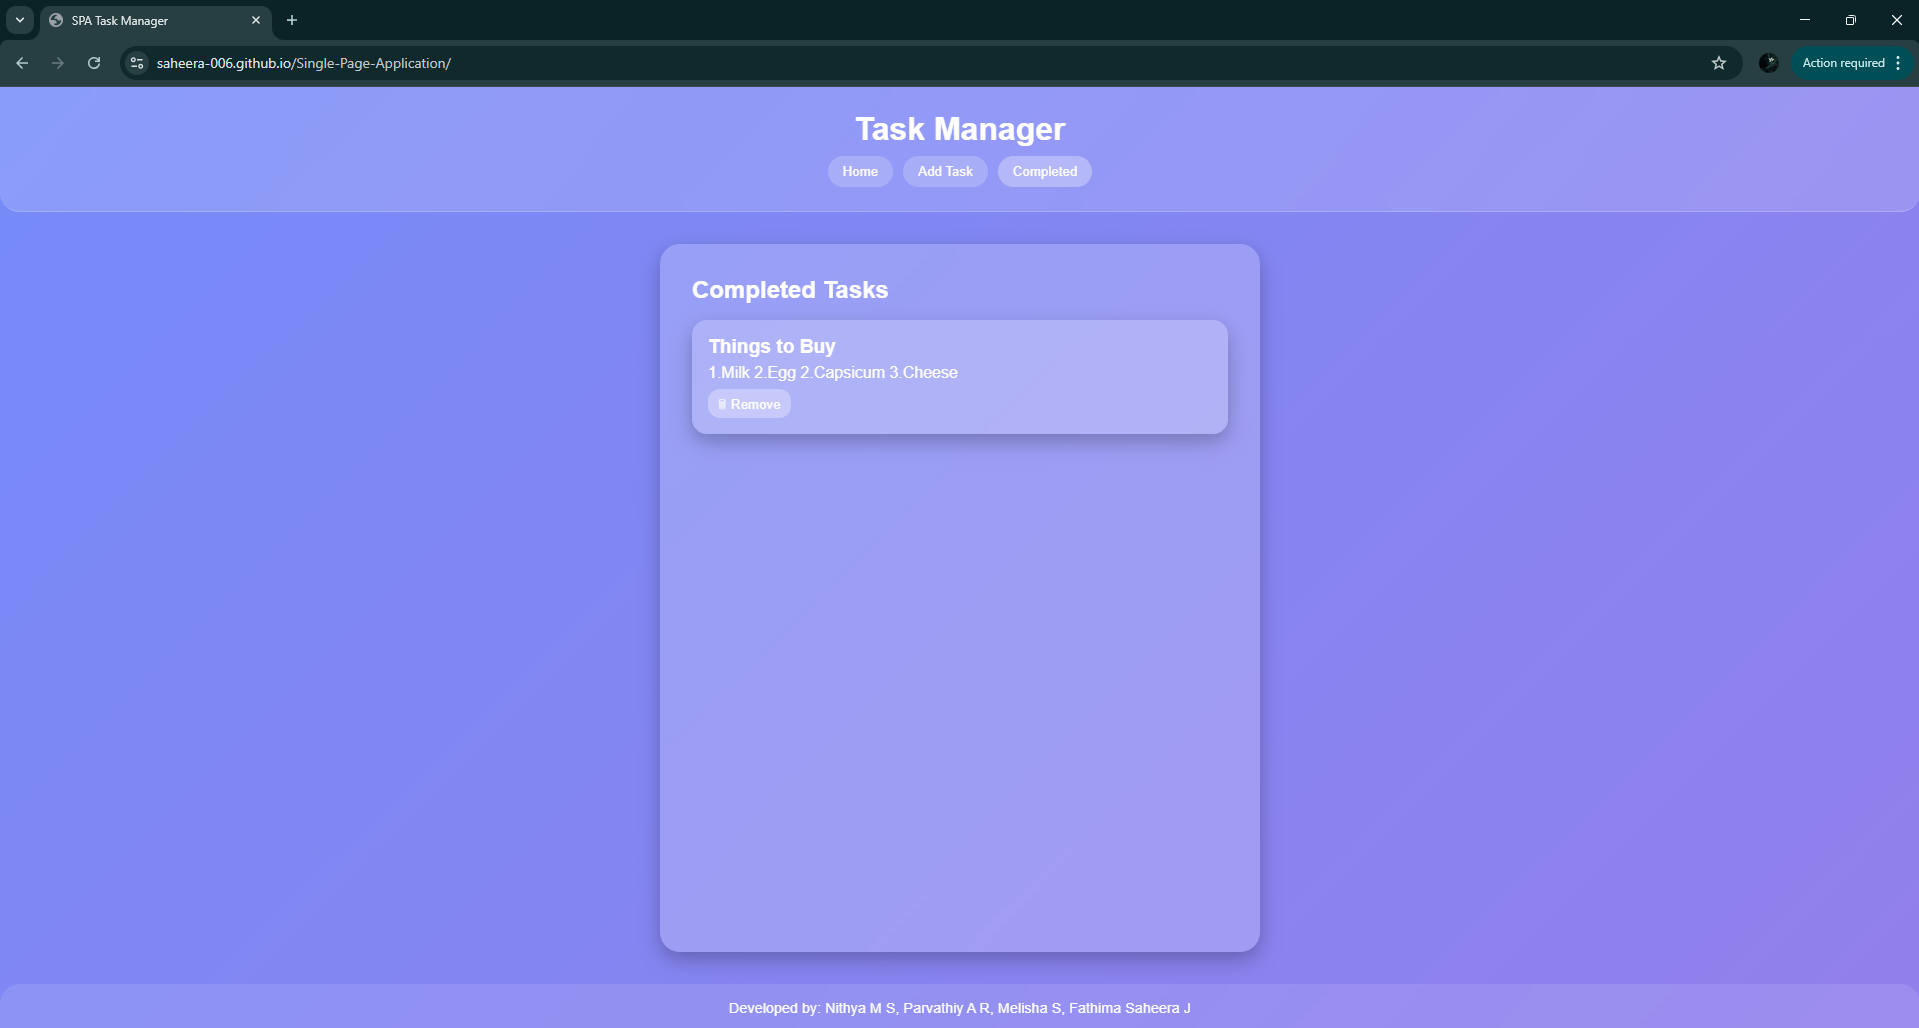 SPA Task Manager
saheera-006.github.io/Single-Page-Application/
Action required
Task Manager
Home Add Task Completed
Completed Tasks
Things to Buy
1.Milk 2.Egg 2.Capsicum 3.Cheese
Remove
Developed by: Nithya M S, Parvathiy A R, Melisha S, Fathima Saheera J